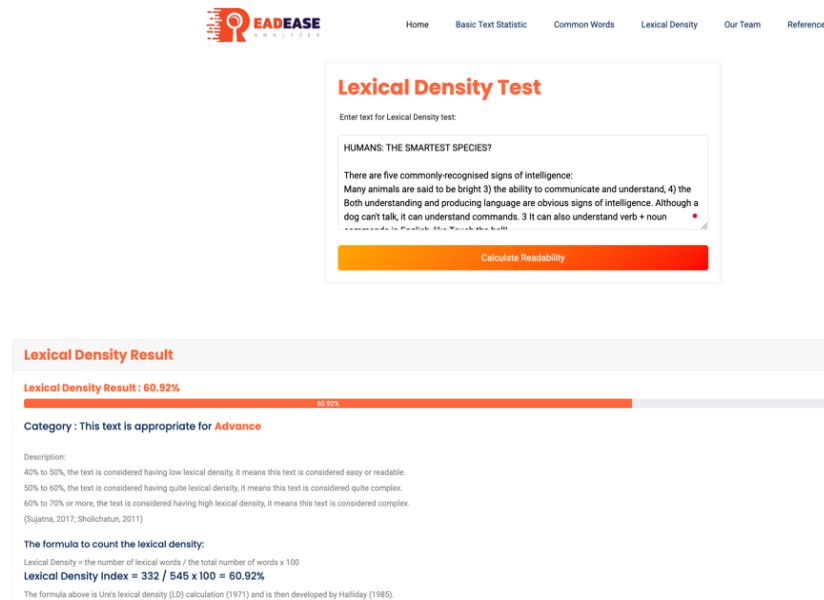 READEASE
ANALYZER
Home Basic Text Statistic Common Words Lexical Density Our Team Reference
Lexical Density Test
Enter text for Lexical Density test:
HUMANS: THE SMARTEST SPECIES?
There are five commonly-recognised signs of intelligence:
Many animals are said to be bright 3) the ability to communicate and understand, 4) the
Both understanding and producing language are obvious signs of intelligence. Although a
dog can't talk, it can understand commands. 3 It can also understand verb + noun
commands in English, like Touch the ball!
Calculate Readability
Lexical Density Result
Lexical Density Result : 60.92%
60.92%
Category : This text is appropriate for Advance
Description:
40% to 50%, the text is considered having low lexical density, it means this text is considered easy or readable.
50% to 60%, the text is considered having quite lexical density, it means this text is considered quite complex.
60% to 70% or more, the text is considered having high lexical density, it means this text is considered complex.
(Sujatna, 2017; Sholichatun, 2011)
The formula to count the lexical density:
Lexical Density = the number of lexical words / the total number of words x 100
Lexical Density Index = 332 / 545 x 100 = 60.92%
The formula above is Ure's lexical density (LD) calculation (1971) and is then developed by Halliday (1985).